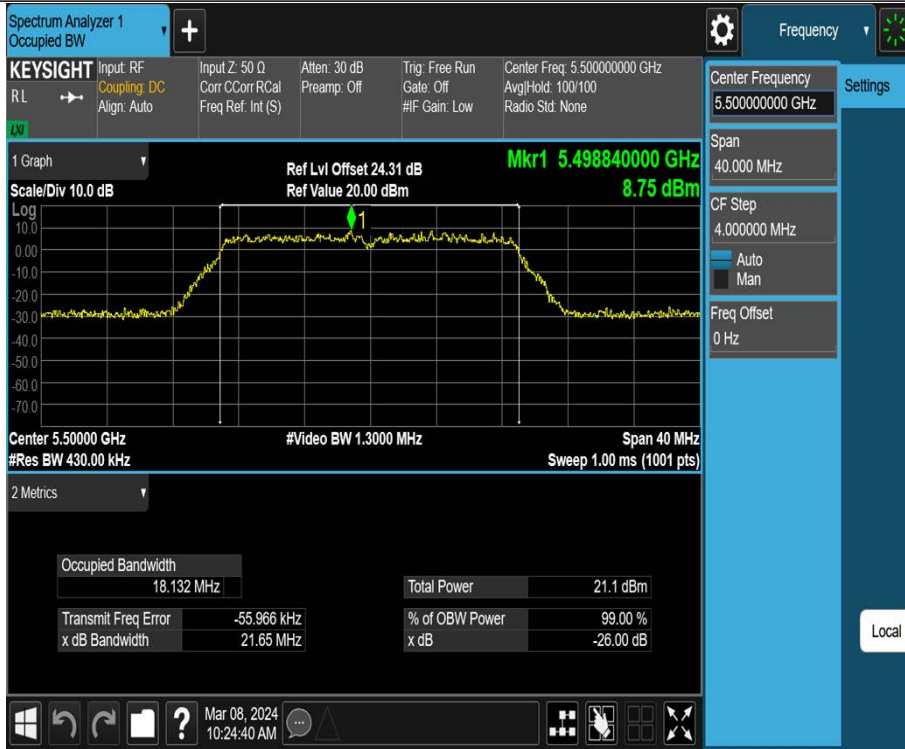 Spectrum Analyzer 1
Occupied BW
+
Frequency
KEYSIGHT
R L
LXI
Input: RF
Coupling: DC
Align: Auto
Input Z: 50 Ω
Corr CCorr RCal
Freq Ref: Int (S)
Atten: 30 dB
Preamp: Off
Trig: Free Run
Gate: Off
#IF Gain: Low
Center Freq: 5.500000000 GHz
Avg|Hold: 100/100
Radio Std: None
Center Frequency
5.500000000 GHz
Settings
Span
40.000 MHz
CF Step
4.000000 MHz
Auto
Man
Freq Offset
0 Hz
Local
1 Graph
Scale/Div 10.0 dB
Ref Lvl Offset 24.31 dB
Ref Value 20.00 dBm
Mkr1 5.498840000 GHz
8.75 dBm
Log
10.0
0.00
-10.0
-20.0
-30.0
-40.0
-50.0
-60.0
-70.0
1
Center 5.50000 GHz
#Video BW 1.3000 MHz
Span 40 MHz
#Res BW 430.00 kHz
Sweep 1.00 ms (1001 pts)
2 Metrics
Occupied Bandwidth
18.132 MHz
Total Power 21.1 dBm
Transmit Freq Error -55.966 kHz
% of OBW Power 99.00 %
x dB Bandwidth 21.65 MHz
x dB -26.00 dB
?
Mar 08, 2024
10:24:40 AM